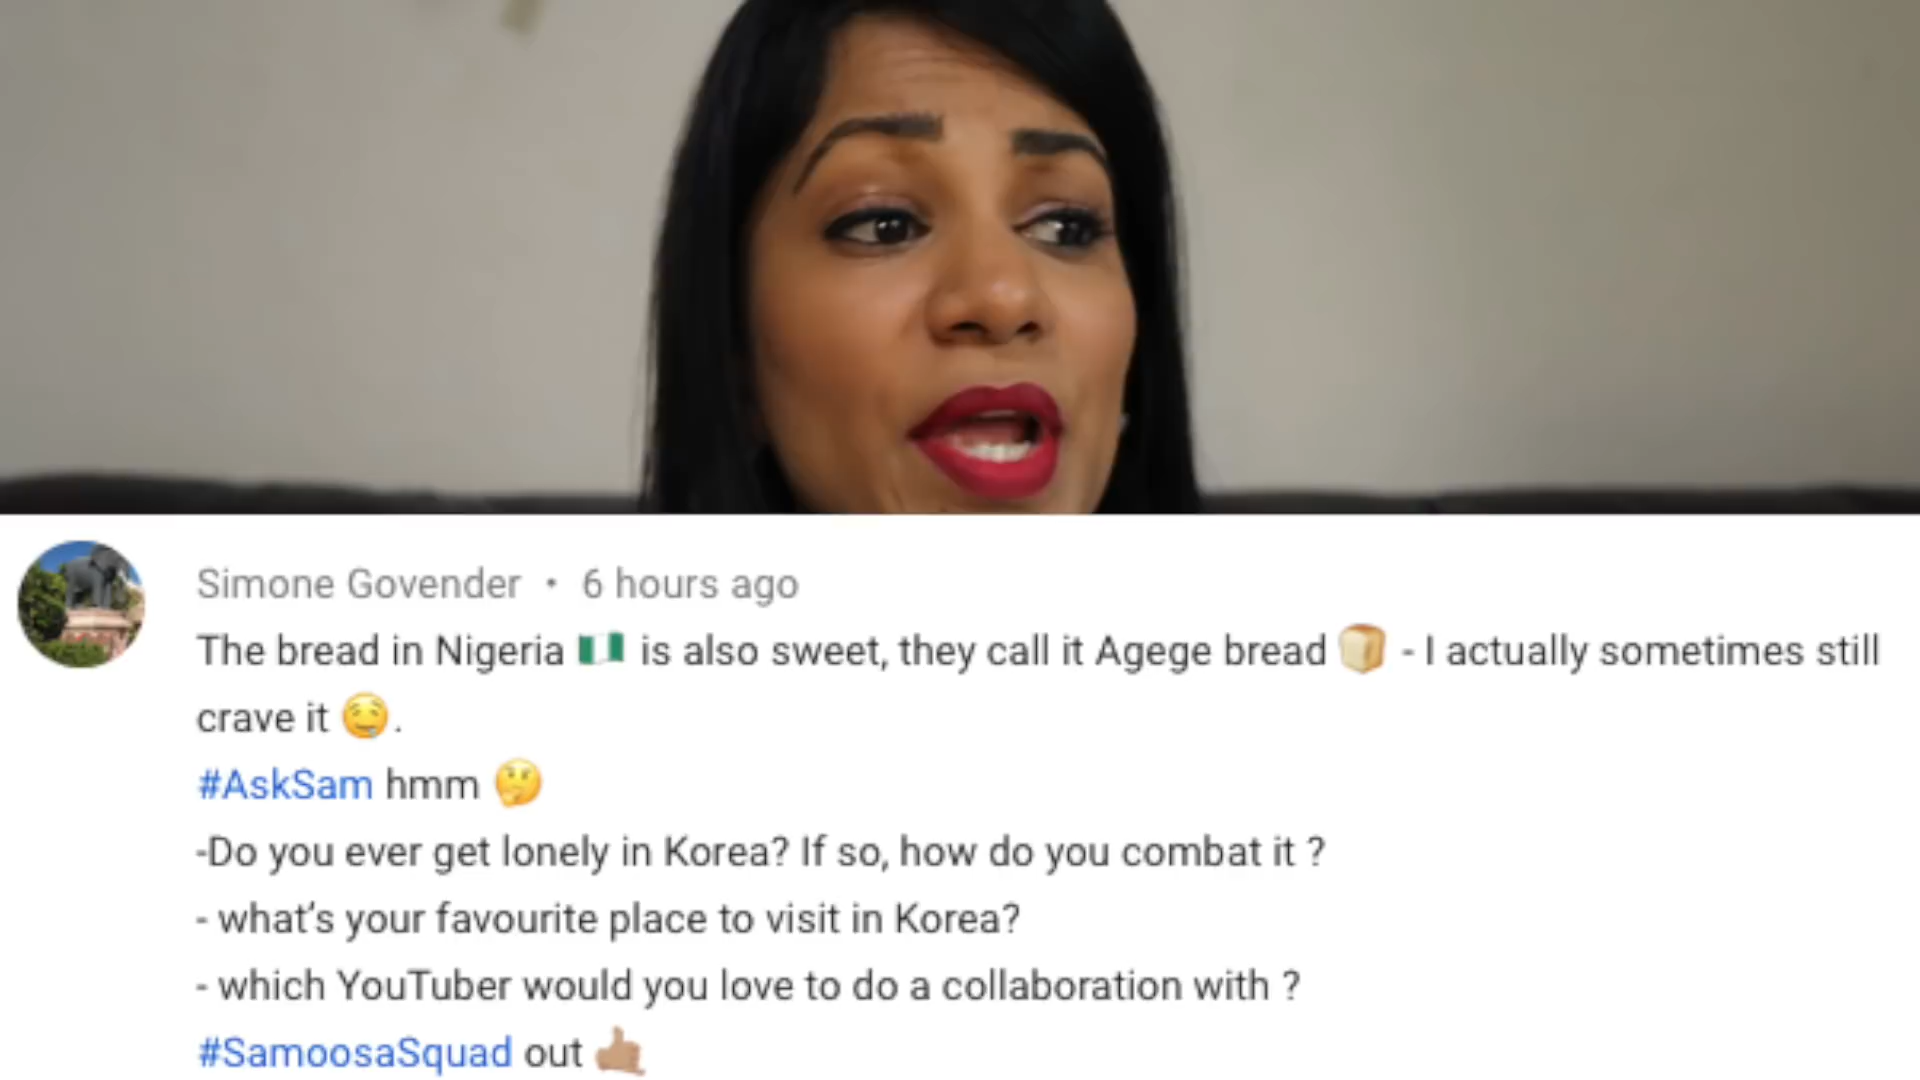 Simone Govender • 6 hours ago
The bread in Nigeria 🇳🇬 is also sweet, they call it Agege bread 🍞 - I actually sometimes still
crave it 🤤.
#AskSam hmm 🤔
-Do you ever get lonely in Korea? If so, how do you combat it ?
- what's your favourite place to visit in Korea?
- which YouTuber would you love to do a collaboration with ?
#SamoosaSquad out 🤙🏼